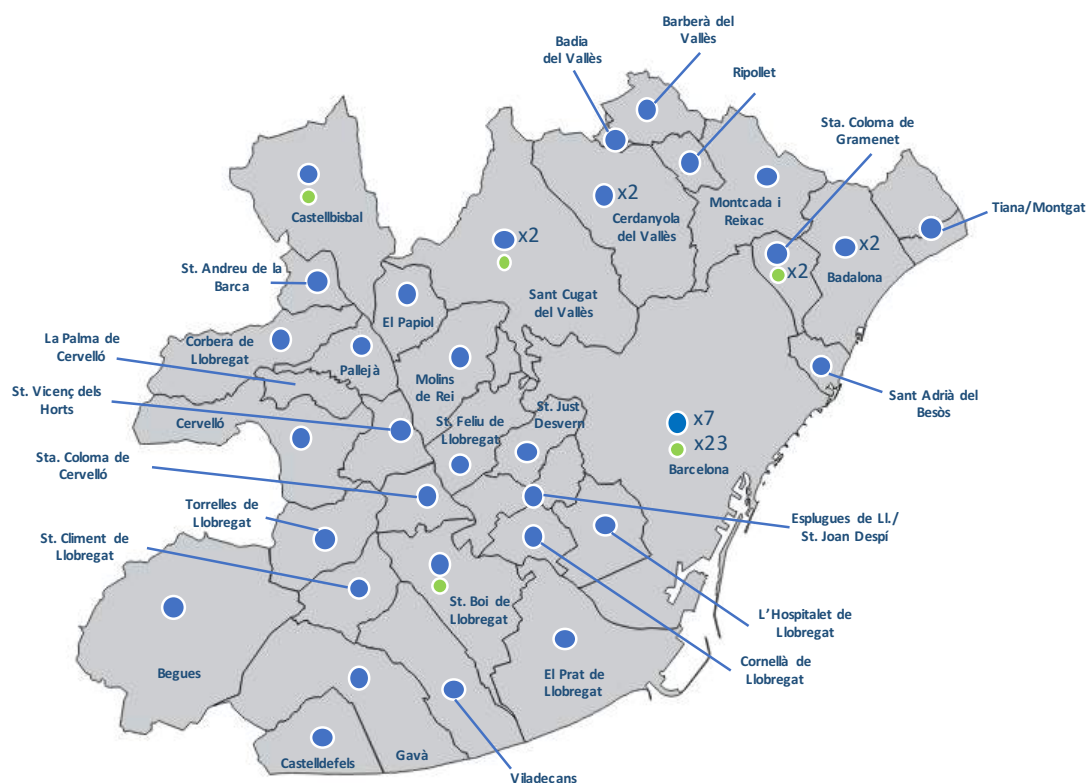 Barberà del
Vallès
Badia
del Vallès
Ripollet
Sta. Coloma de
Gramenet
x2
Castellbisbal
Cerdanyola
del Vallès
Montcada i
Reixac
Tiana/Montgat
x2
x2
x2
Badalona
St. Andreu de la
Barca
El Papiol
Sant Cugat
del Vallès
La Palma de
Cervelló
Corbera de
Llobregat
Pallejà
Molins
de Rei
St. Vicenç dels
Horts
Sant Adrià del
Besòs
Cervelló
St. Feliu de
Llobregat
St. Just
Desvern
x7
x23
Barcelona
Sta. Coloma de
Cervelló
Torrelles de
Llobregat
Esplugues de Ll./
St. Joan Despí
St. Climent de
Llobregat
St. Boi de
Llobregat
L'Hospitalet de
Llobregat
Begues
El Prat de
Llobregat
Cornellà de
Llobregat
Castelldefels
Gavà
Viladecans